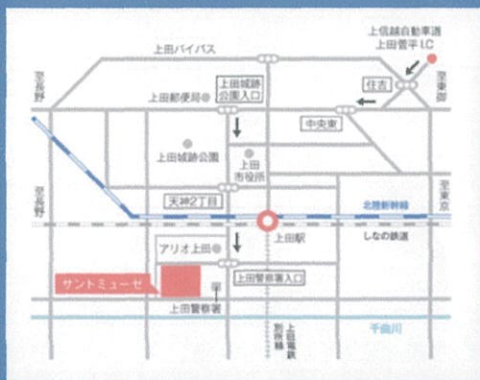 上信越自動車道
上田菅平I.C
上田バイパス
至長野
上田城跡
公園入口
住吉
至東御
上田郵便局
中央東
上田城跡公園
上田
市役所
至長野
天神2丁目
至東京
北陸新幹線
上田駅
しなの鉄道
アリオ上田
サントミューゼ
上田警察署入口
上田警察署
上田電鉄
別所線
千曲川